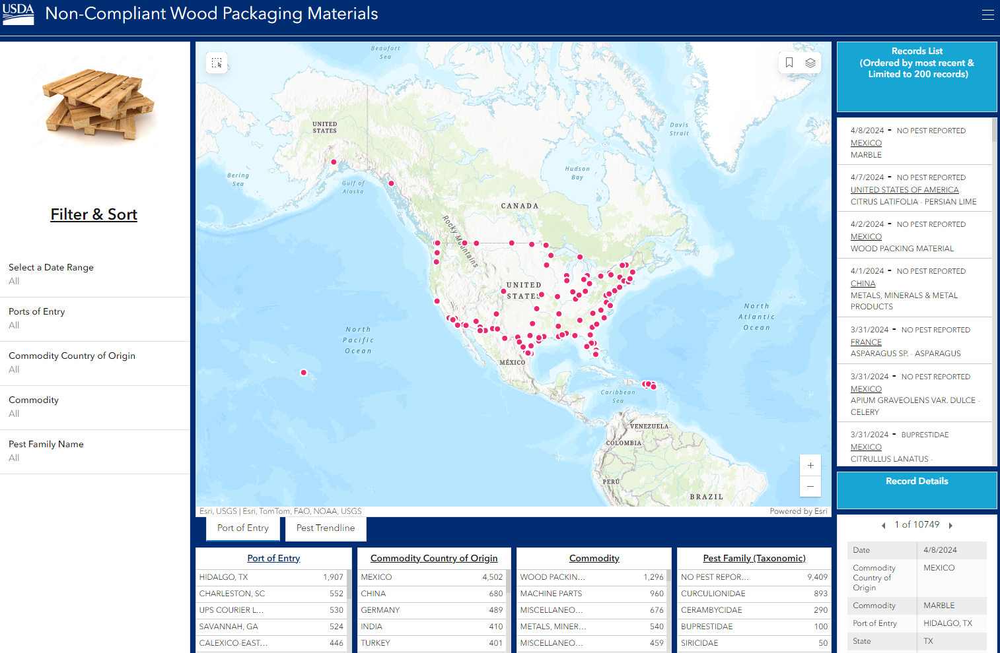 USDA
Non-Compliant Wood Packaging Materials
Filter & Sort
Select a Date Range
All
Ports of Entry
All
Commodity Country of Origin
All
Commodity
All
Pest Family Name
All
Beaufort
Sea
UNITED
STATES
Davis
Strait
Bering
Sea
Gulf of
Alaska
Hudson
Bay
CANADA
Rocky Mountains
UNITED
STATES
North
Pacific
Ocean
North
Atlantic
Ocean
MÉXICO
Caribbean
Sea
VENEZUELA
COLOMBIA
PERÚ
BRAZIL
Esri, USGS | Esri, TomTom, FAO, NOAA, USGS
Powered by Esri
Port of Entry
Pest Trendline
Port of Entry
HIDALGO, TX 1,907
CHARLESTON, SC 552
UPS COURIER L... 530
SAVANNAH, GA 524
CALEXICO-EAST... 446
Commodity Country of Origin
MEXICO 4,502
CHINA 680
GERMANY 489
INDIA 410
TURKEY 401
Commodity
WOOD PACKIN... 1,296
MACHINE PARTS 960
MISCELLANEO... 676
METALS, MINER... 540
MISCELLANEO... 459
Pest Family (Taxonomic)
NO PEST REPOR... 9,409
CURCULIONIDAE 893
CERAMBYCIDAE 290
BUPRESTIDAE 100
SIRICIDAE 50
Records List
(Ordered by most recent &
Limited to 200 records)
4/8/2024 - NO PEST REPORTED
MEXICO
MARBLE
4/7/2024 - NO PEST REPORTED
UNITED STATES OF AMERICA
CITRUS LATIFOLIA - PERSIAN LIME
4/2/2024 - NO PEST REPORTED
MEXICO
WOOD PACKING MATERIAL
4/1/2024 - NO PEST REPORTED
CHINA
METALS, MINERALS & METAL
PRODUCTS
3/31/2024 - NO PEST REPORTED
FRANCE
ASPARAGUS SP. - ASPARAGUS
3/31/2024 - NO PEST REPORTED
MEXICO
APIUM GRAVEOLENS VAR. DULCE -
CELERY
3/31/2024 - BUPRESTIDAE
MEXICO
CITRULLUS LANATUS -
Record Details
1 of 10749
Date 4/8/2024
Commodity
Country of
Origin MEXICO
Commodity MARBLE
Port of Entry HIDALGO, TX
State TX